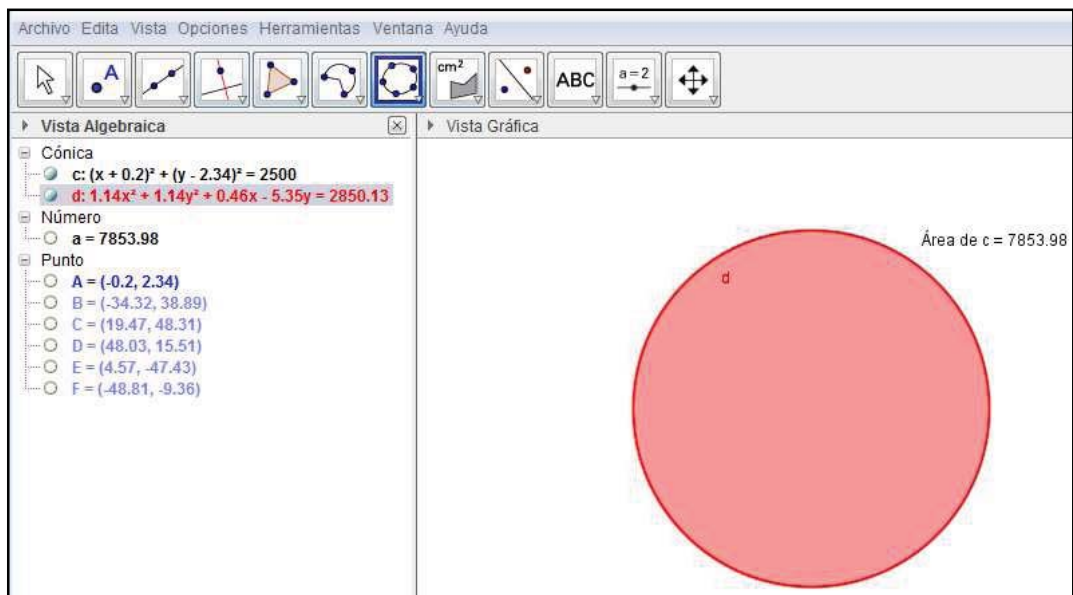 Archivo Edita Vista Opciones Herramientas Ventana Ayuda
A
cm²
ABC
a = 2
Vista Algebraica
Vista Gráfica
Cónica
c: (x + 0.2)² + (y - 2.34)² = 2500
d: 1.14x² + 1.14y² + 0.46x - 5.35y = 2850.13
Número
a = 7853.98
Punto
A = (-0.2, 2.34)
B = (-34.32, 38.89)
C = (19.47, 48.31)
D = (48.03, 15.51)
E = (4.57, -47.43)
F = (-48.81, -9.36)
Área de c = 7853.98
d